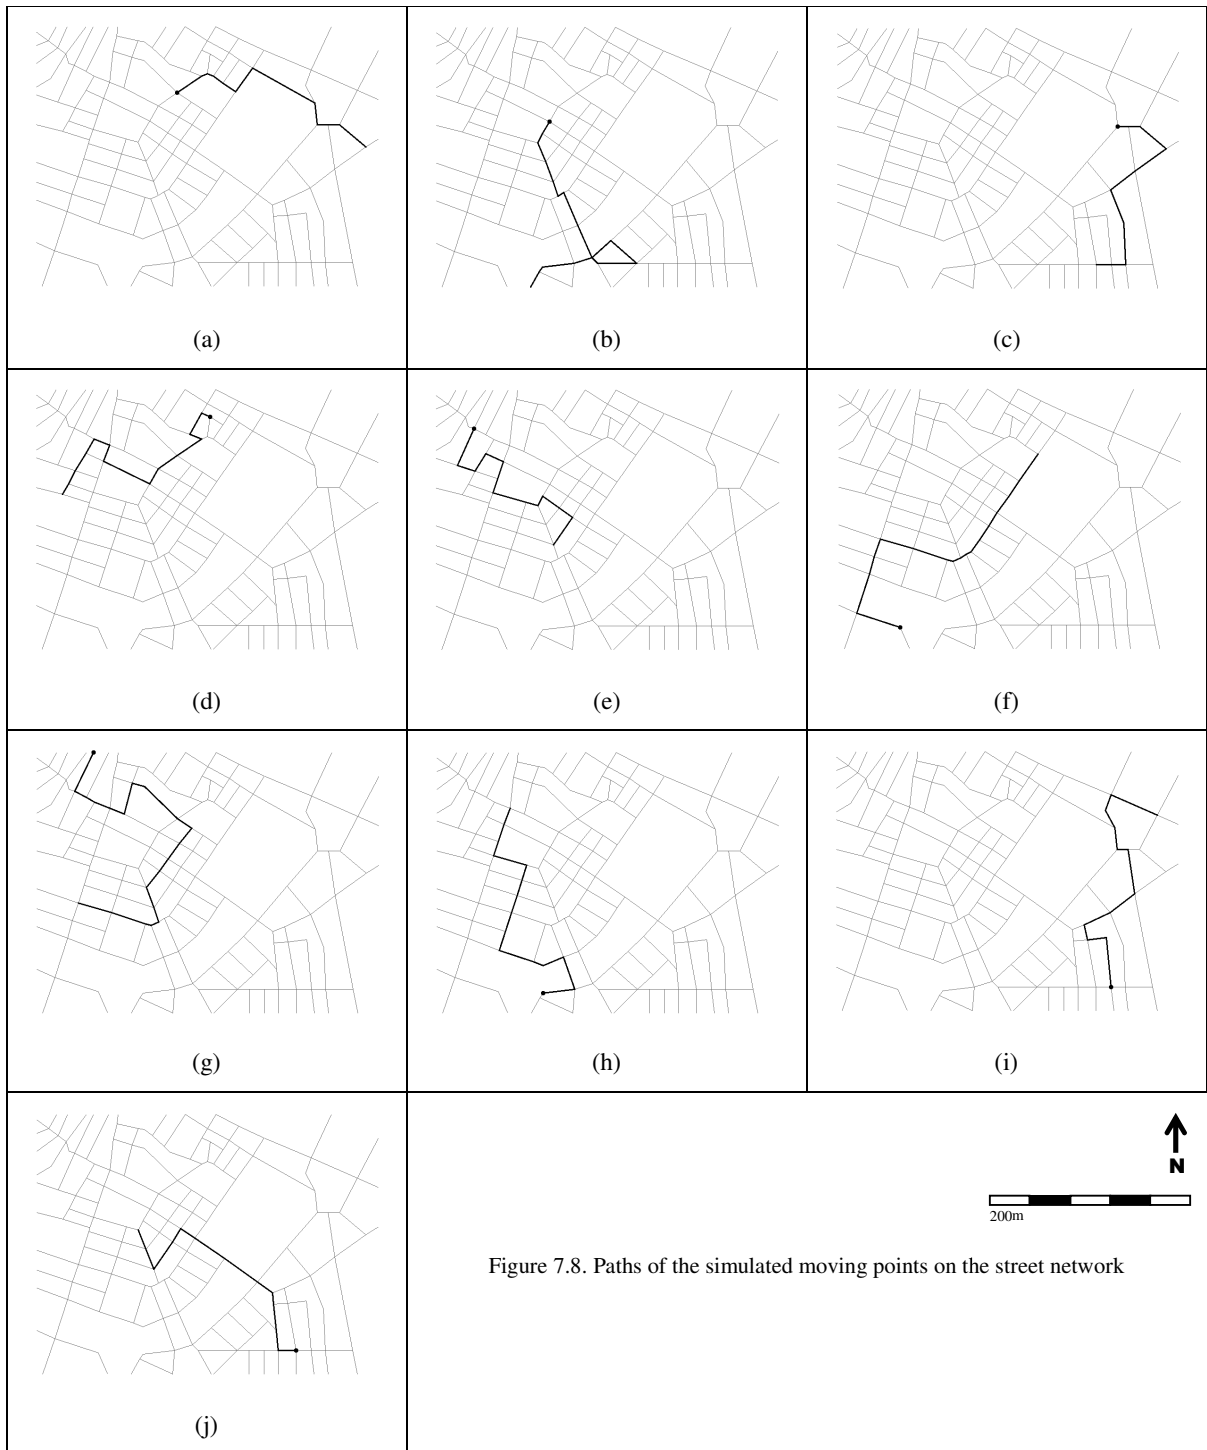 (a)
(b)
(c)
(d)
(e)
(f)
(g)
(h)
(i)
(j)
N
200m
Figure 7.8. Paths of the simulated moving points on the street network